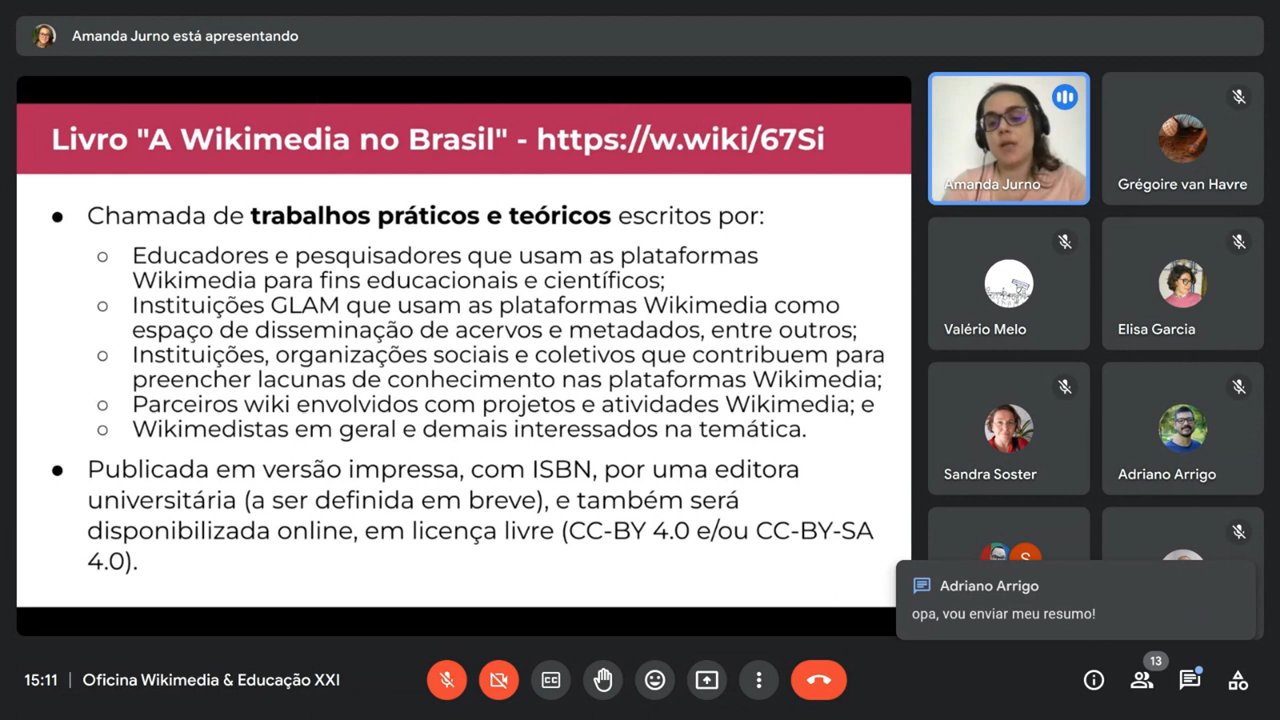 Amanda Jurno está apresentando
Livro "A Wikimedia no Brasil" - https://w.wiki/67Si
● Chamada de trabalhos práticos e teóricos escritos por:
○ Educadores e pesquisadores que usam as plataformas
Wikimedia para fins educacionais e científicos;
○ Instituições GLAM que usam as plataformas Wikimedia como
espaço de disseminação de acervos e metadados, entre outros;
○ Instituições, organizações sociais e coletivos que contribuem para
preencher lacunas de conhecimento nas plataformas Wikimedia;
○ Parceiros wiki envolvidos com projetos e atividades Wikimedia; e
○ Wikimedistas em geral e demais interessados na temática.
● Publicada em versão impressa, com ISBN, por uma editora
universitária (a ser definida em breve), e também será
disponibilizada online, em licença livre (CC-BY 4.0 e/ou CC-BY-SA
4.0).
Amanda Jurno
Grégoire van Havre
Valério Melo
Elisa Garcia
Sandra Soster
Adriano Arrigo
S
Adriano Arrigo
opa, vou enviar meu resumo!
15:11 | Oficina Wikimedia & Educação XXI
CC
13